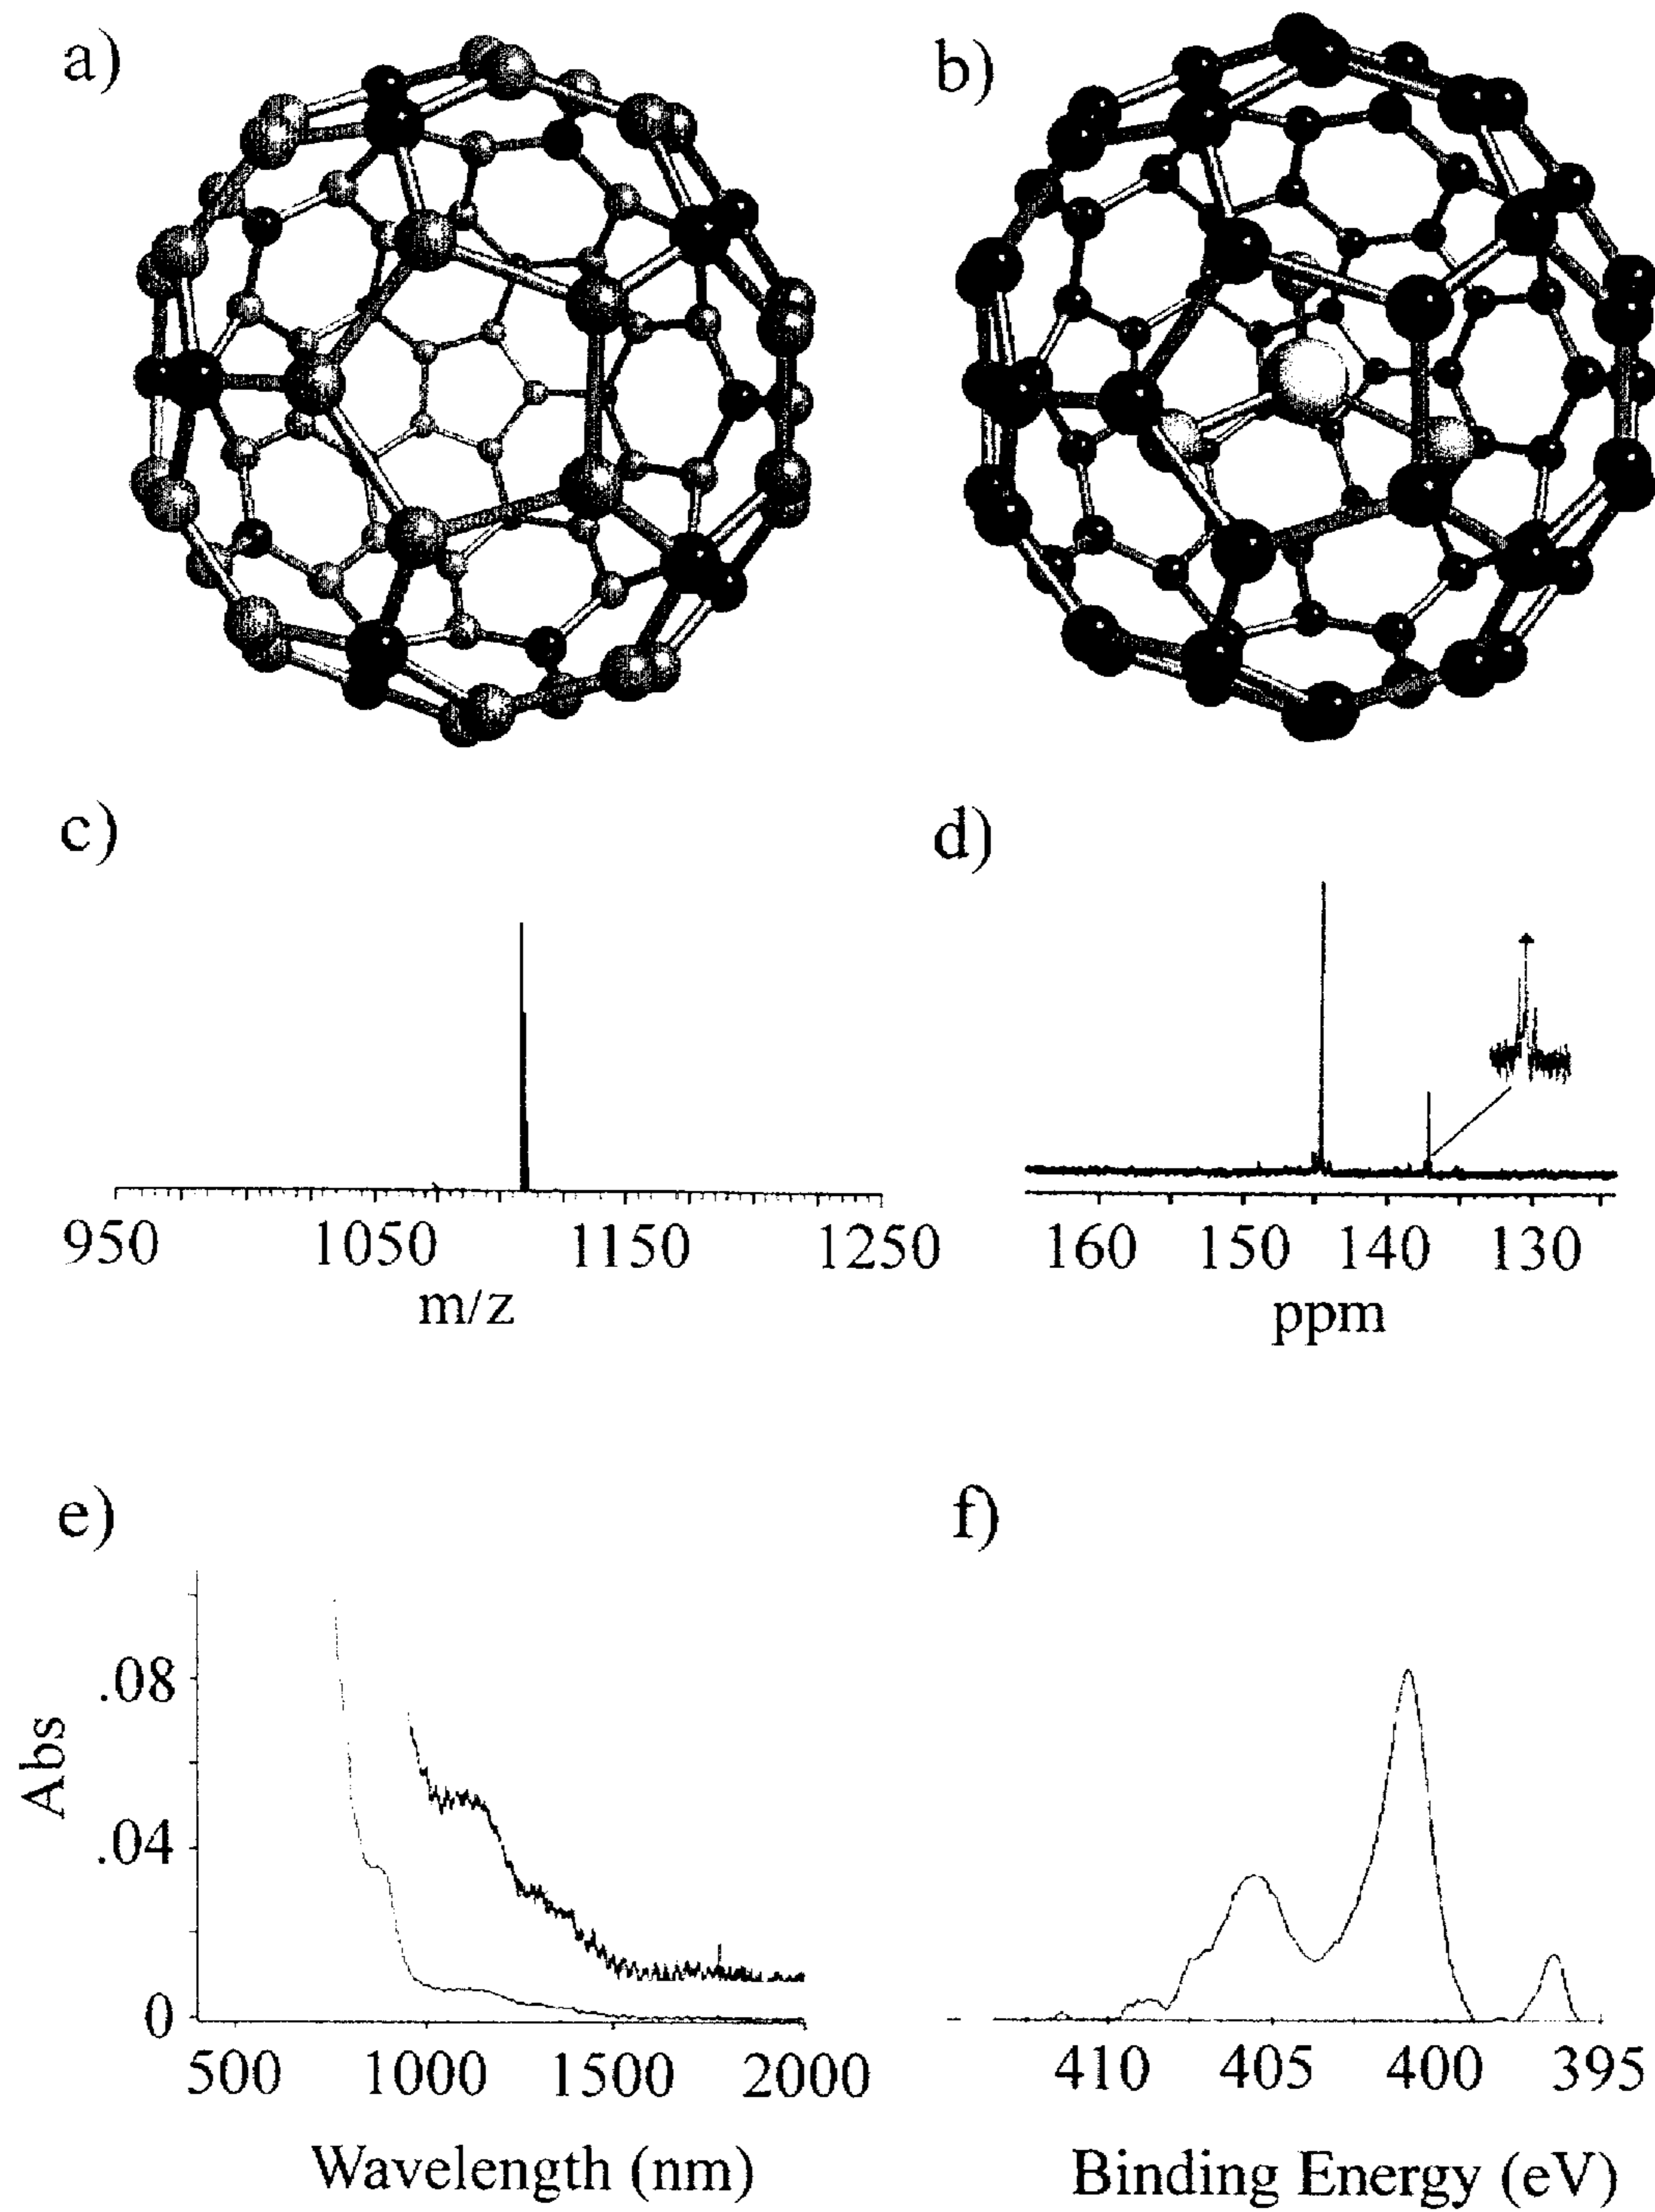 a)
b)
c)
d)
950 1050 1150 1250
m/z
160 150 140 130
ppm
e)
f)
.08
.04
0
Abs
500 1000 1500 2000
Wavelength (nm)
410 405 400 395
Binding Energy (eV)